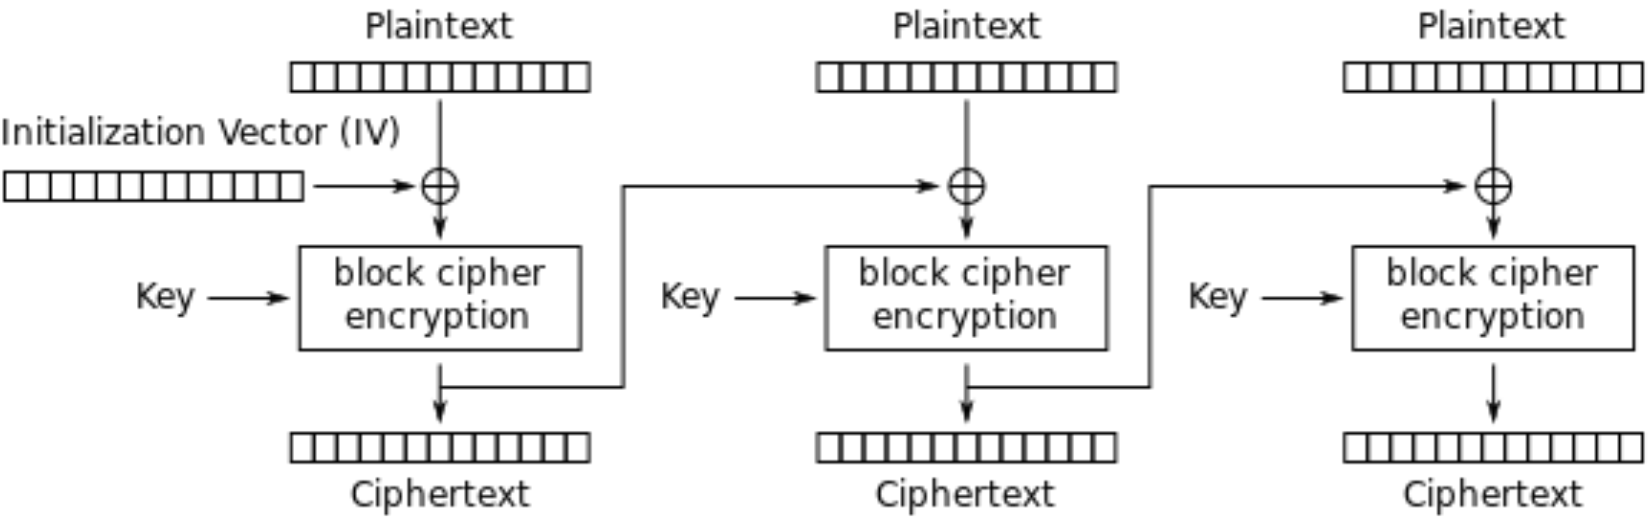 Plaintext
Plaintext
Plaintext
Initialization Vector (IV)
Key
block cipher
encryption
Key
block cipher
encryption
Key
block cipher
encryption
Ciphertext
Ciphertext
Ciphertext